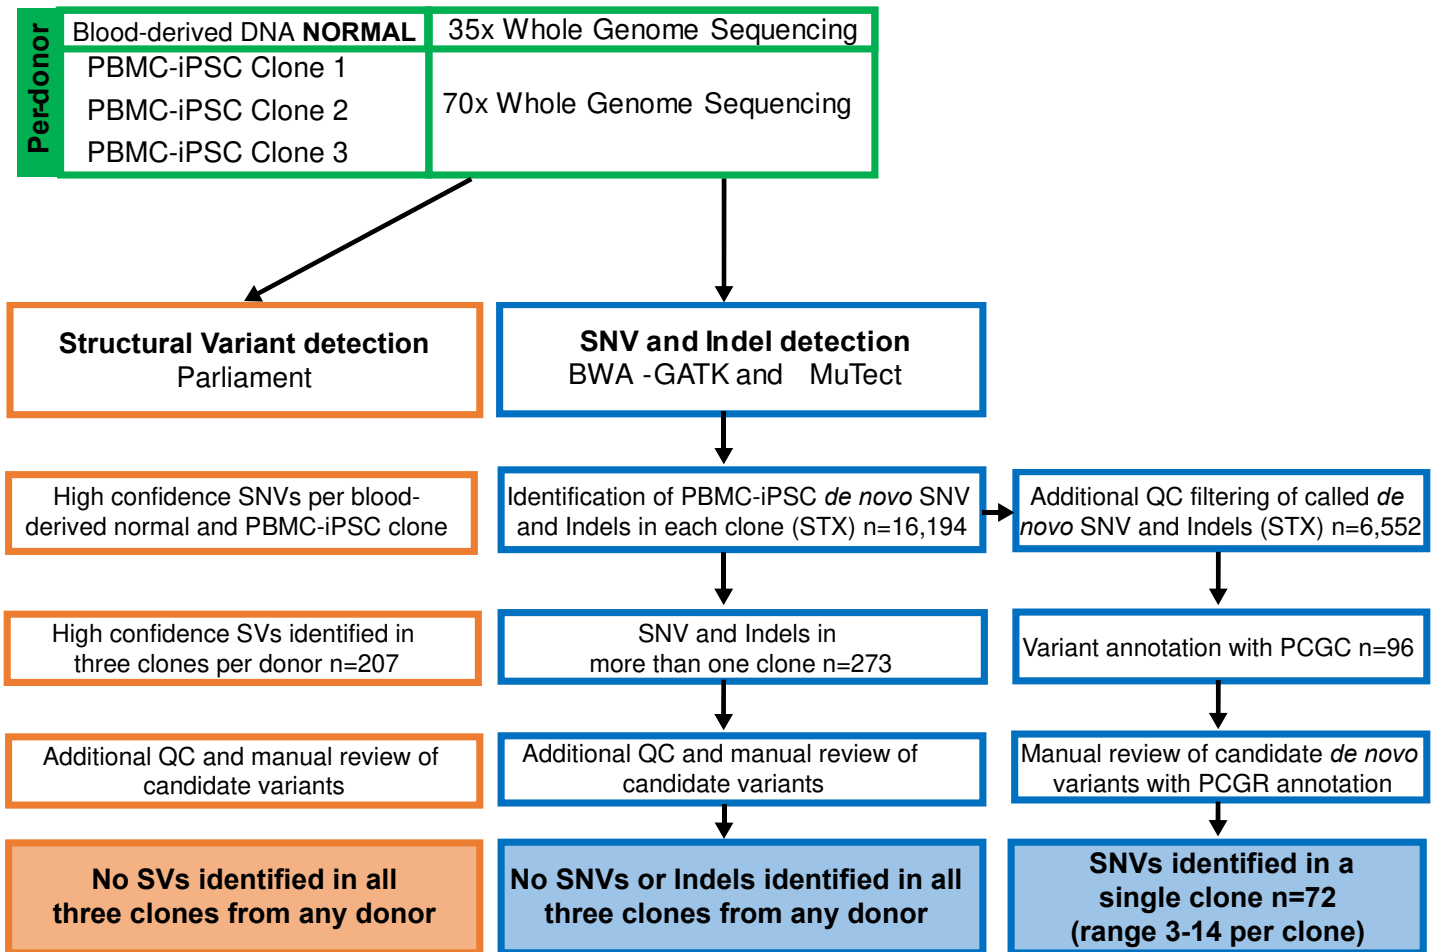 Per-donor
Blood-derived DNA NORMAL
35x Whole Genome Sequencing
PBMC-iPSC Clone 1
PBMC-iPSC Clone 2
PBMC-iPSC Clone 3
70x Whole Genome Sequencing
Structural Variant detection
Parliament
SNV and Indel detection
BWA -GATK and MuTect
High confidence SNVs per blood-
derived normal and PBMC-iPSC clone
Identification of PBMC-iPSC de novo SNV
and Indels in each clone (STX) n=16,194
Additional QC filtering of called de
novo SNV and Indels (STX) n=6,552
High confidence SVs identified in
three clones per donor n=207
SNV and Indels in
more than one clone n=273
Variant annotation with PCGC n=96
Additional QC and manual review of
candidate variants
Additional QC and manual review of
candidate variants
Manual review of candidate de novo
variants with PCGR annotation
No SVs identified in all
three clones from any donor
No SNVs or Indels identified in all
three clones from any donor
SNVs identified in a
single clone n=72
(range 3-14 per clone)